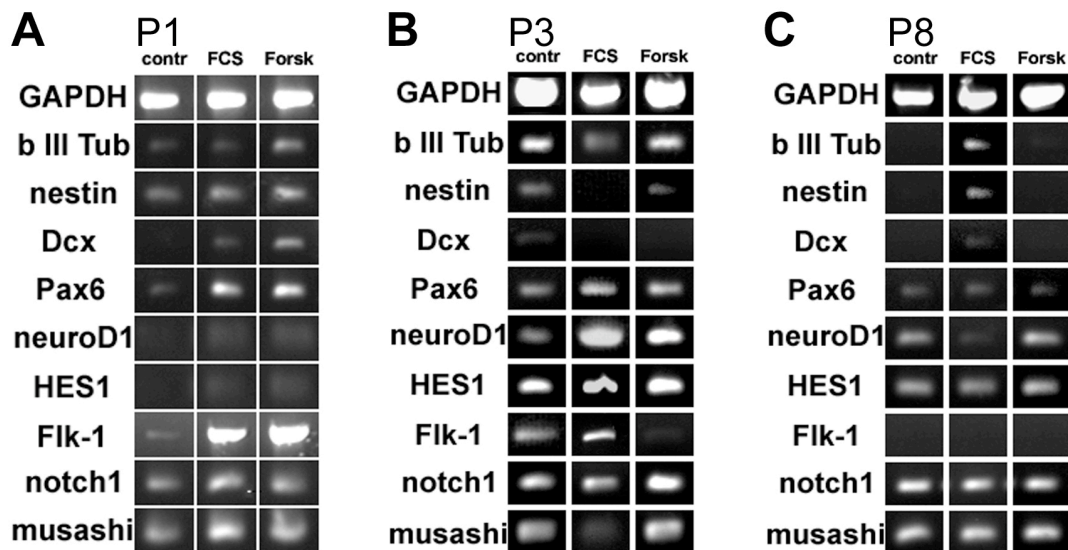 A P1
contr FCS Forsk
GAPDH
b III Tub
nestin
Dcx
Pax6
neuroD1
HES1
Flk-1
notch1
musashi
B P3
contr FCS Forsk
GAPDH
b III Tub
nestin
Dcx
Pax6
neuroD1
HES1
Flk-1
notch1
musashi
C P8
contr FCS Forsk
GAPDH
b III Tub
nestin
Dcx
Pax6
neuroD1
HES1
Flk-1
notch1
musashi